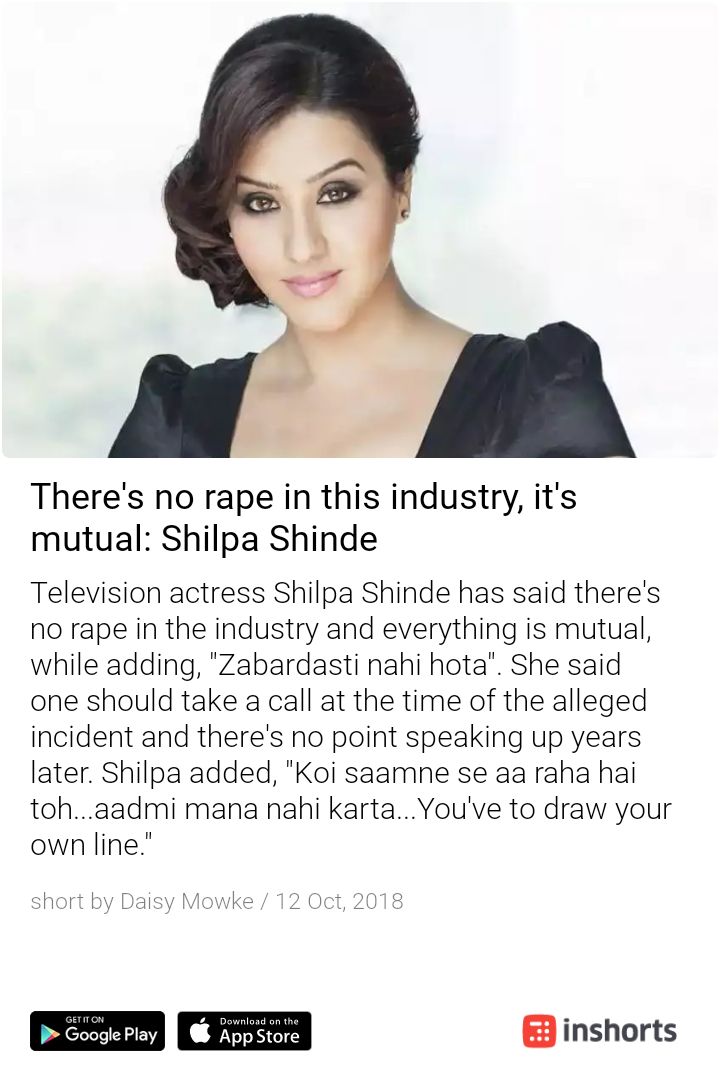 There's no rape in this industry, it's
mutual: Shilpa Shinde
Television actress Shilpa Shinde has said there's
no rape in the industry and everything is mutual,
while adding, "Zabardasti nahi hota". She said
one should take a call at the time of the alleged
incident and there's no point speaking up years
later. Shilpa added, "Koi saamne se aa raha hai
toh...aadmi mana nahi karta...You've to draw your
own line."
short by Daisy Mowke / 12 Oct, 2018
GET IT ON
Google Play
Download on the
App Store
inshorts